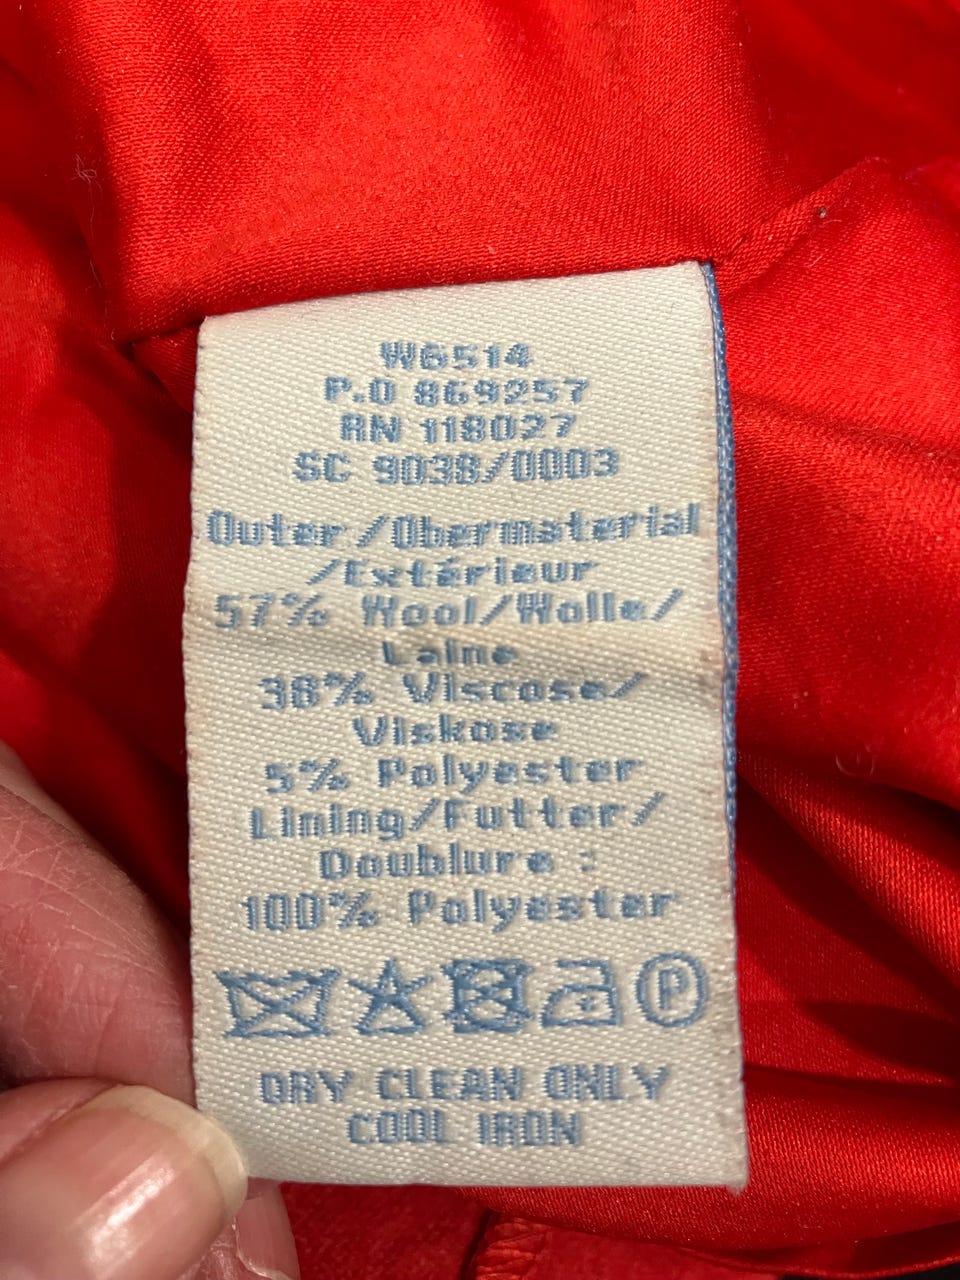 W6514
P.O 869257
RN 118027
SC 9038/0003
Outer/Obermaterial
/Extérieur
57% Wool/Wolle/
Laine
38% Viscose/
Viskose
5% Polyester
Lining/Futter/
Doublure :
100% Polyester
P
DRY CLEAN ONLY
COOL IRON